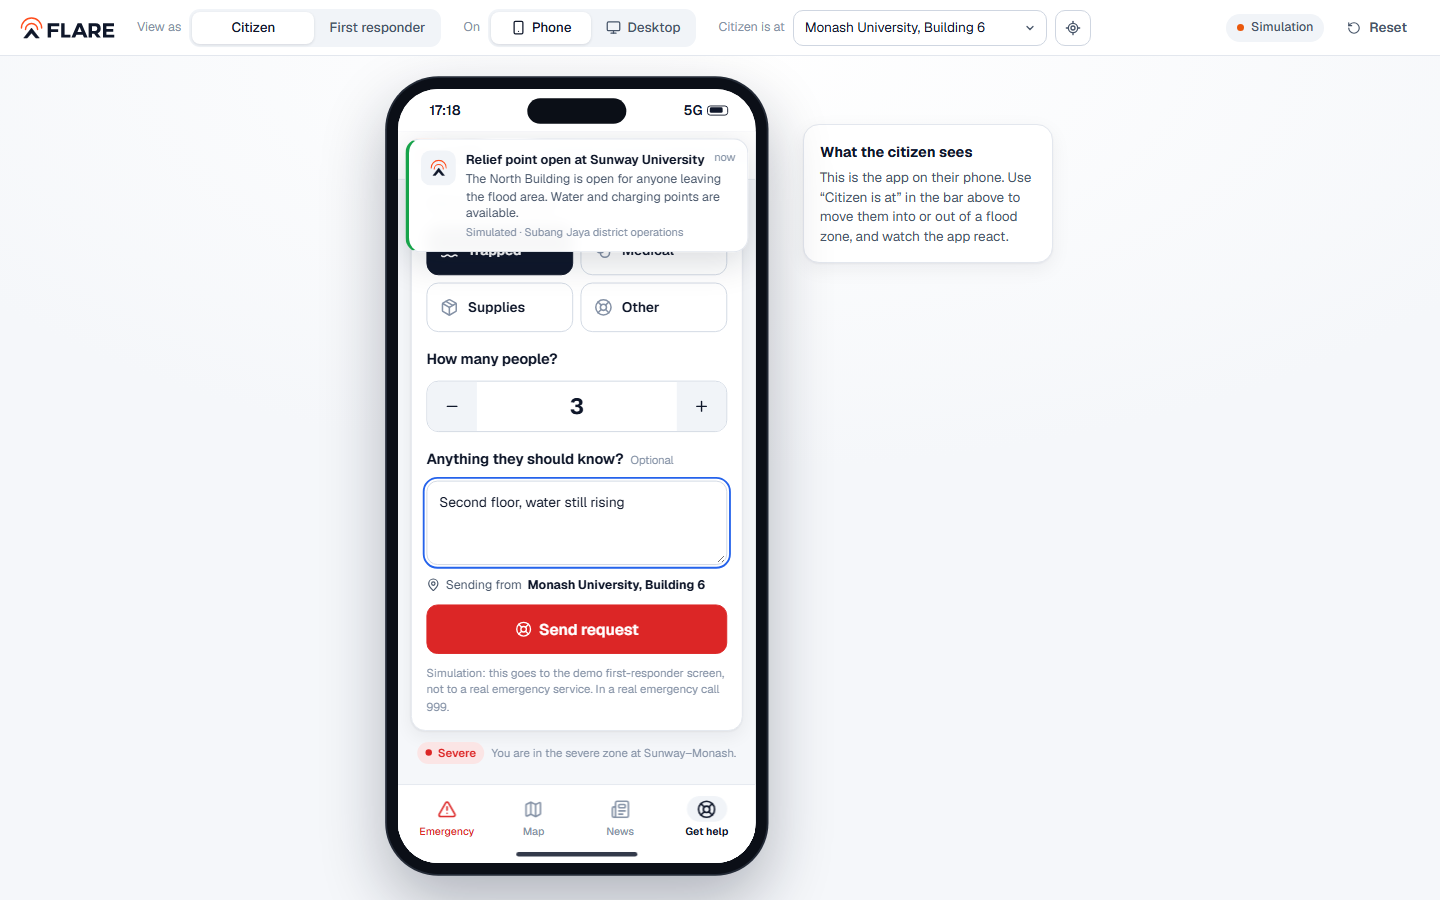 FLARE
View as
Citizen
First responder
On
Phone
Desktop
Citizen is at
Monash University, Building 6
Simulation
Reset
17:18
5G
Relief point open at Sunway University
now
The North Building is open for anyone leaving
the flood area. Water and charging points are
available.
Simulated · Subang Jaya district operations
Trapped
Medical
Supplies
Other
How many people?
−
3
+
Anything they should know? Optional
Second floor, water still rising
Sending from Monash University, Building 6
Send request
Simulation: this goes to the demo first-responder screen,
not to a real emergency service. In a real emergency call
999.
Severe
You are in the severe zone at Sunway–Monash.
Emergency
Map
News
Get help
What the citizen sees
This is the app on their phone. Use
“Citizen is at” in the bar above to
move them into or out of a flood
zone, and watch the app react.